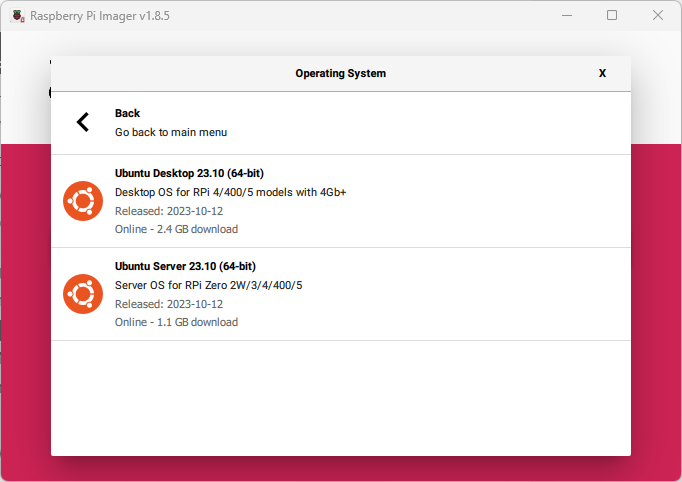 Raspberry Pi Imager v1.8.5
Operating System
X
Back
Go back to main menu
Ubuntu Desktop 23.10 (64-bit)
Desktop OS for RPi 4/400/5 models with 4Gb+
Released: 2023-10-12
Online - 2.4 GB download
Ubuntu Server 23.10 (64-bit)
Server OS for RPi Zero 2W/3/4/400/5
Released: 2023-10-12
Online - 1.1 GB download